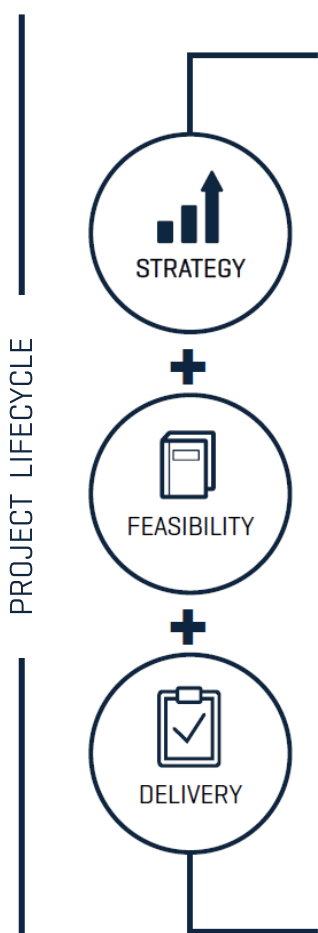 PROJECT LIFECYCLE
STRATEGY
+
FEASIBILITY
+
DELIVERY